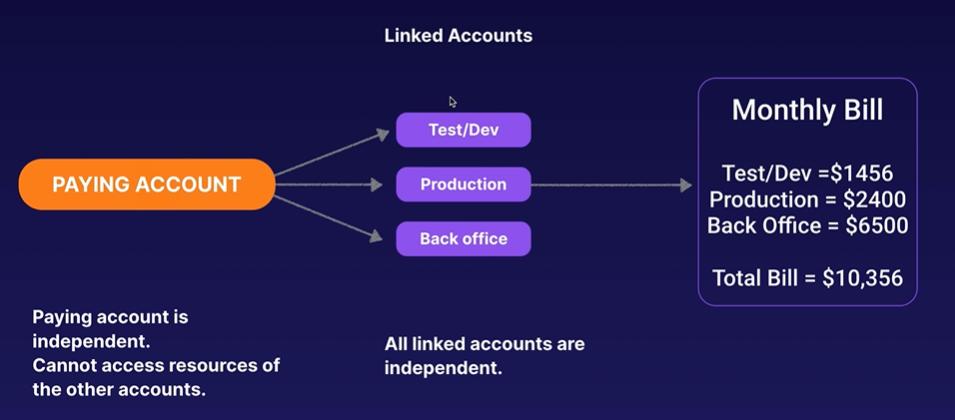 Linked Accounts
PAYING ACCOUNT
Test/Dev
Production
Back office
Monthly Bill
Test/Dev =$1456
Production = $2400
Back Office = $6500
Total Bill = $10,356
Paying account is
independent.
Cannot access resources of
the other accounts.
All linked accounts are
independent.